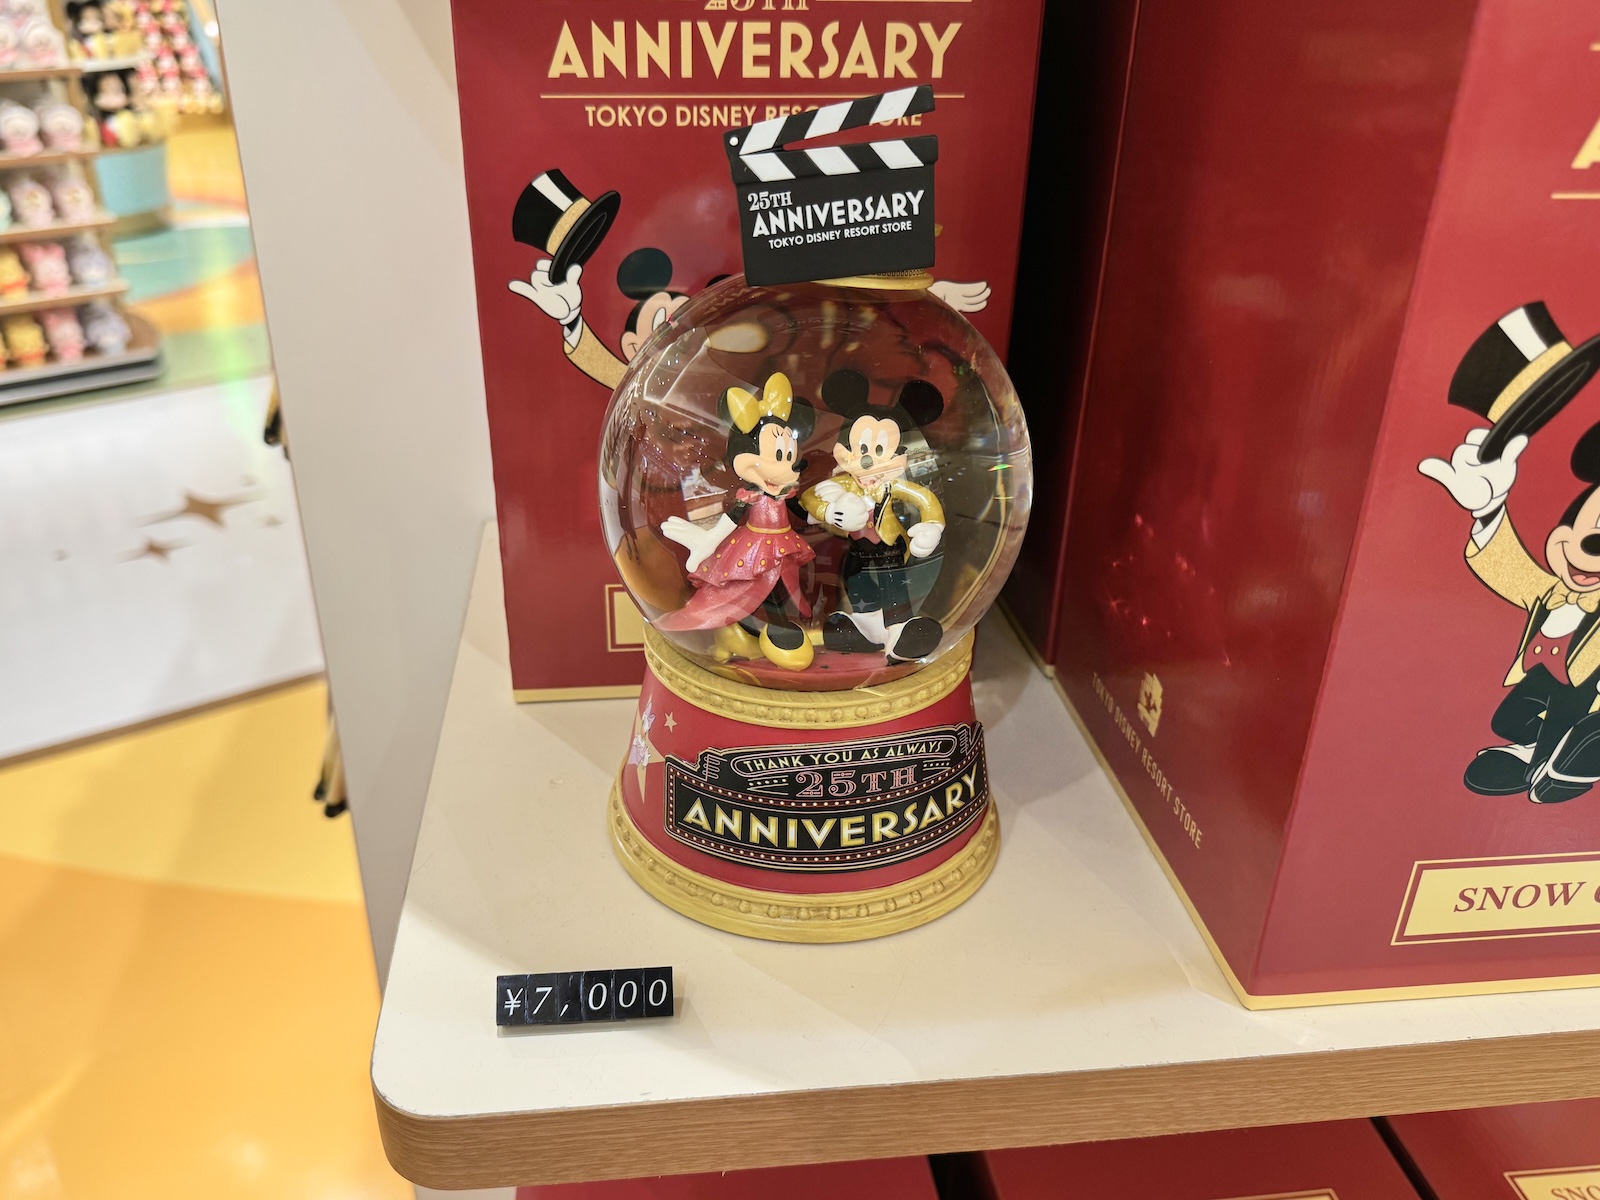 25TH
ANNIVERSARY
TOKYO DISNEY RESORT STORE
25TH
ANNIVERSARY
TOKYO DISNEY RESORT STORE
THANK YOU AS ALWAYS
25TH
ANNIVERSARY
¥7,000
TOKYO DISNEY RESORT STORE
SNOW